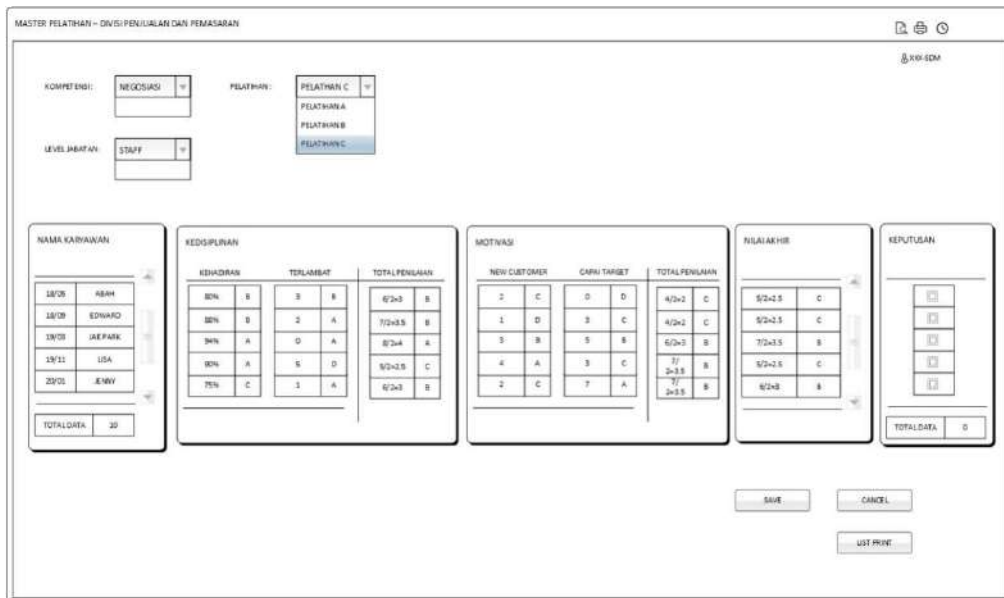 MASTER PELATIHAN – DIVISI PENJUALAN DAN PEMASARAN
XXX-SDM
KOMPETENSI: NEGOSIASI PELATIHAN: PELATIHAN C
PELATIHAN A
PELATIHAN B
PELATIHAN C
LEVEL JABATAN: STAFF
NAMA KARYAWAN
18/05 ABAH
18/09 EDWARD
19/03 JAE PARK
19/11 LISA
20/01 JENNY
TOTAL DATA 10
KEDISIPLINAN
KEHADIRAN TERLAMBAT TOTAL PENILAIAN
80% B 3 B 6/2=3 B
88% B 2 A 7/2=3.5 B
94% A 0 A 8/2=4 A
90% A 5 D 5/2=2.5 C
75% C 1 A 6/2=3 B
MOTIVASI
NEW CUSTOMER CAPAI TARGET TOTAL PENILAIAN
2 C 0 D 4/2=2 C
1 D 3 C 4/2=2 C
3 B 5 B 6/2=3 B
4 A 3 C 7/2=3.5 B
2 C 7 A 7/2=3.5 B
NILAI AKHIR
5/2=2.5 C
5/2=2.5 C
7/2=3.5 B
5/2=2.5 C
6/2=3 B
KEPUTUSAN
TOTAL DATA 0
SAVE CANCEL
LIST PRINT